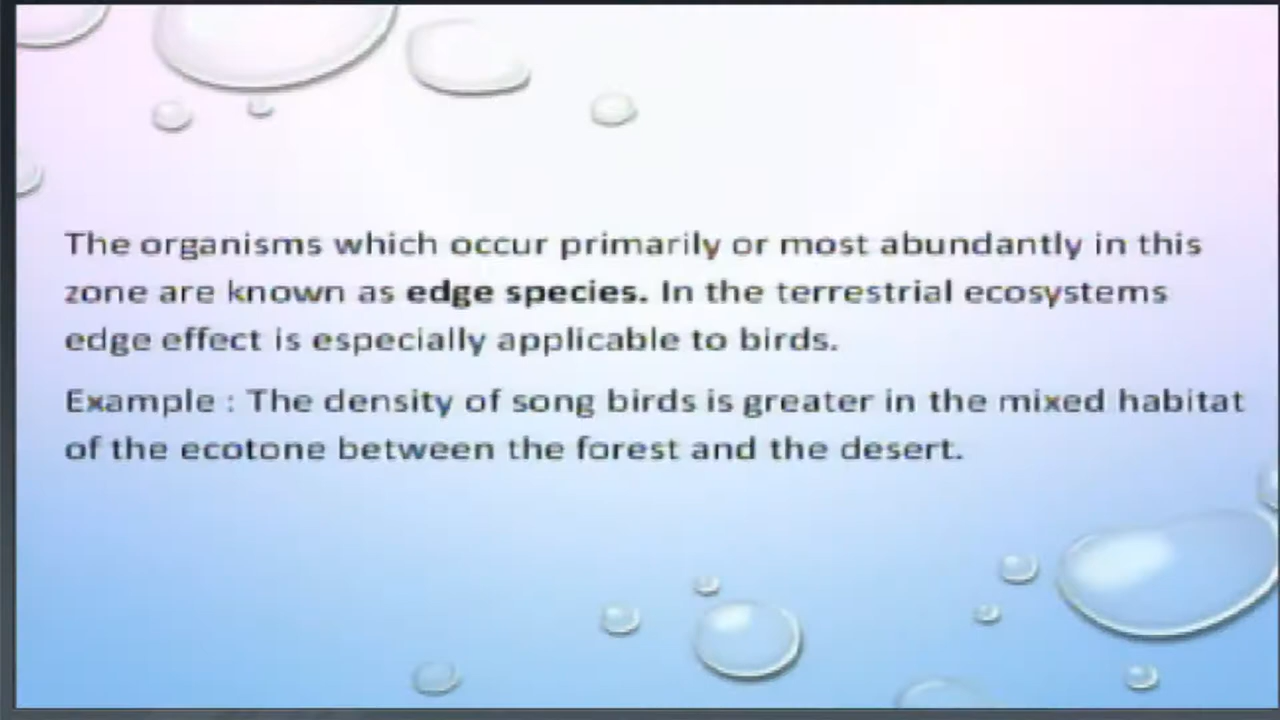 The organisms which occur primarily or most abundantly in this
zone are known as edge species. In the terrestrial ecosystems
edge effect is especially applicable to birds.
Example : The density of song birds is greater in the mixed habitat
of the ecotone between the forest and the desert.